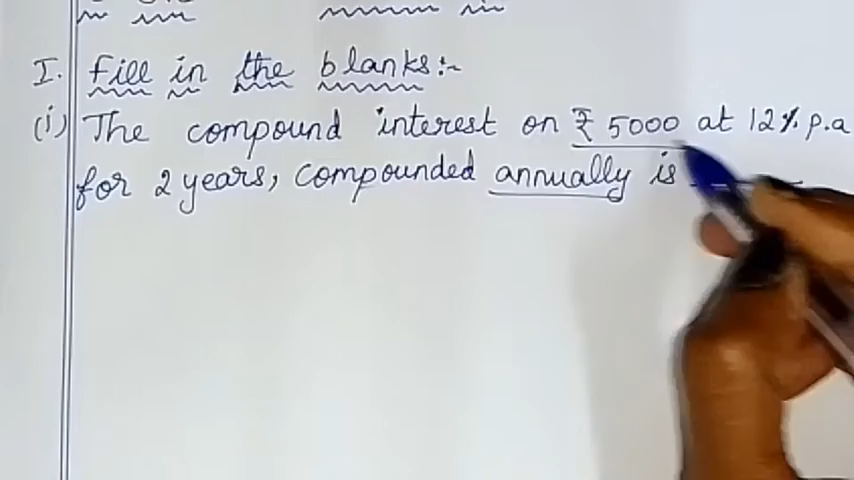 I. Fill in the blanks:-
(i) The compound interest on ₹ 5000 at 12% p.a
for 2 years, compounded annually is